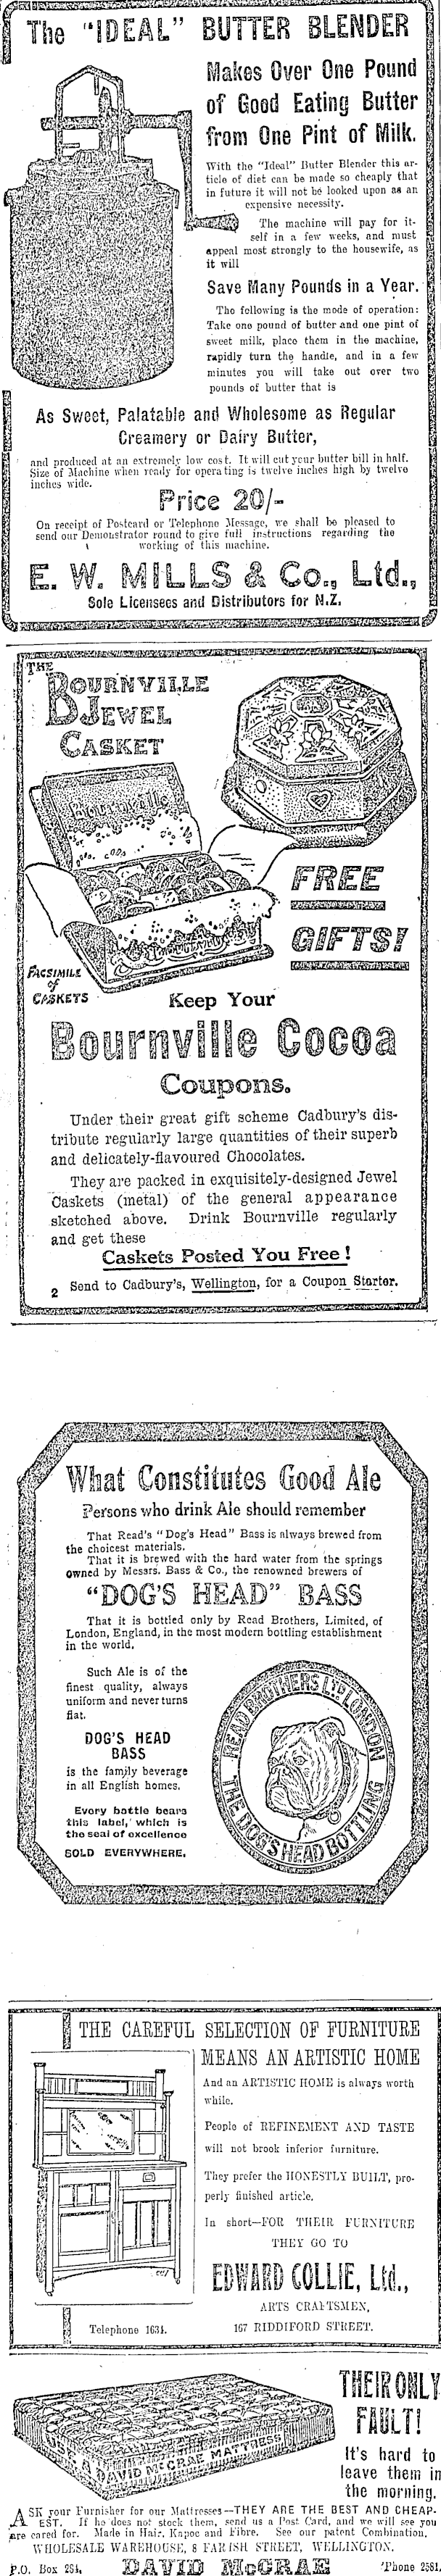 The "IDEAL" BUTTER BLENDER
Makes Over One Pound
of Good Eating Butter
from One Pint of Milk.
With the "Ideal" Butter Blender this ar-
ticle of diet can be made so cheaply that
in future it will not be looked upon as an
expensive necessity.
The machine will pay for it-
self in a few weeks, and must
appeal most strongly to the housewife, as
it will
Save Many Pounds in a Year.
The following is the mode of operation:
Take one pound of butter and one pint of
sweet milk, place them in the machine,
rapidly turn the handle, and in a few
minutes you will take out over two
pounds of butter that is
As Sweet, Palatable and Wholesome as Regular
Creamery or Dairy Butter,
and produced at an extremely low cost. It will cut your butter bill in half.
Size of Machine when ready for operating is twelve inches high by twelve
inches wide.
Price 20/-
On receipt of Postcard or Telephone Message, we shall be pleased to
send our Demonstrator round to give full instructions regarding the
working of this machine.
E. W. MILLS & Co., Ltd.,
Sole Licensees and Distributors for N.Z.
THE
BOURNVILLE
JEWEL
CASKET
Bournville
FREE
GIFTS!
FACSIMILE
of
CASKETS
Keep Your
Bournville Cocoa
Coupons.
Under their great gift scheme Cadbury's dis-
tribute regularly large quantities of their superb
and delicately-flavoured Chocolates.
They are packed in exquisitely-designed Jewel
Caskets (metal) of the general appearance
sketched above. Drink Bournville regularly
and get these
Caskets Posted You Free!
2 Send to Cadbury's, Wellington, for a Coupon Starter.
What Constitutes Good Ale
Persons who drink Ale should remember
That Read's "Dog's Head" Bass is always brewed from
the choicest materials.
That it is brewed with the hard water from the springs
owned by Messrs. Bass & Co., the renowned brewers of
"DOG'S HEAD" BASS
That it is bottled only by Read Brothers, Limited, of
London, England, in the most modern bottling establishment
in the world.
Such Ale is of the
finest quality, always
uniform and never turns
flat.
DOG'S HEAD
BASS
is the family beverage
in all English homes.
Every bottle bears
this label, which is
the seal of excellence
SOLD EVERYWHERE.
READ BROTHERS LTD. LONDON
THE DOG'S HEAD BOTTLING
THE CAREFUL SELECTION OF FURNITURE
MEANS AN ARTISTIC HOME
And an ARTISTIC HOME is always worth
while.
People of REFINEMENT AND TASTE
will not brook inferior furniture.
They prefer the HONESTLY BUILT, pro-
perly finished article.
In short—FOR THEIR FURNITURE
THEY GO TO
EDWARD COLLIE, Ltd.,
ARTS CRAFTSMEN,
Telephone 1634. 167 RIDDIFORD STREET.
USE A DAVID McCRAE MATTRESS
THEIR ONLY
FAULT!
It's hard to
leave them in
the morning.
ASK your Furnisher for our Mattresses—THEY ARE THE BEST AND CHEAP-
EST. If he does not stock them, send us a Post Card, and we will see you
are cared for. Made in Hair, Kapoc and Fibre. See our patent Combination.
WHOLESALE WAREHOUSE, 8 FARISH STREET, WELLINGTON.
P.O. Box 284, DAVID McCRAE 'Phone 2381.